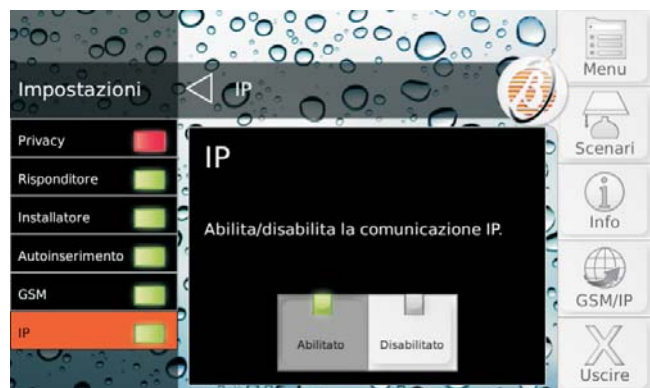 Impostazioni
IP
Privacy
Risponditore
Installatore
Autoinserimento
GSM
IP
IP
Abilita/disabilita la comunicazione IP.
Abilitato
Disabilitato
Menu
Scenari
Info
GSM/IP
Uscire